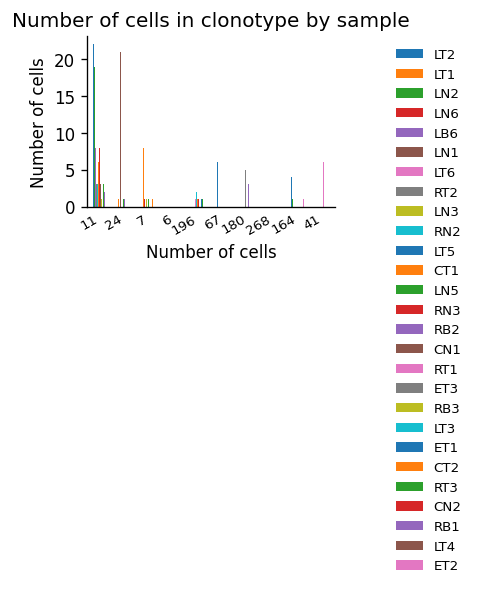 Number of cells in clonotype by sample
Number of cells
20
15
10
5
0
11
24
7
6
196
67
180
268
164
41
Number of cells
LT2
LT1
LN2
LN6
LB6
LN1
LT6
RT2
LN3
RN2
LT5
CT1
LN5
RN3
RB2
CN1
RT1
ET3
RB3
LT3
ET1
CT2
RT3
CN2
RB1
LT4
ET2